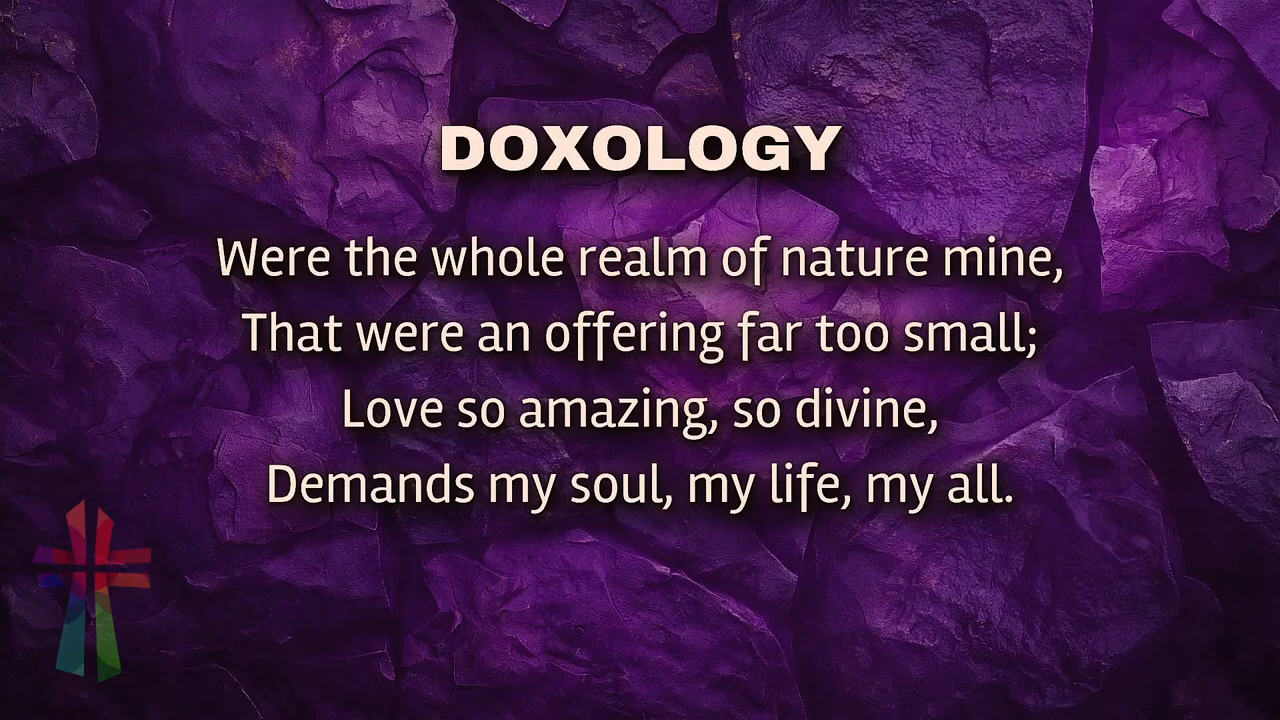 DOXOLOGY
Were the whole realm of nature mine,
That were an offering far too small;
Love so amazing, so divine,
Demands my soul, my life, my all.